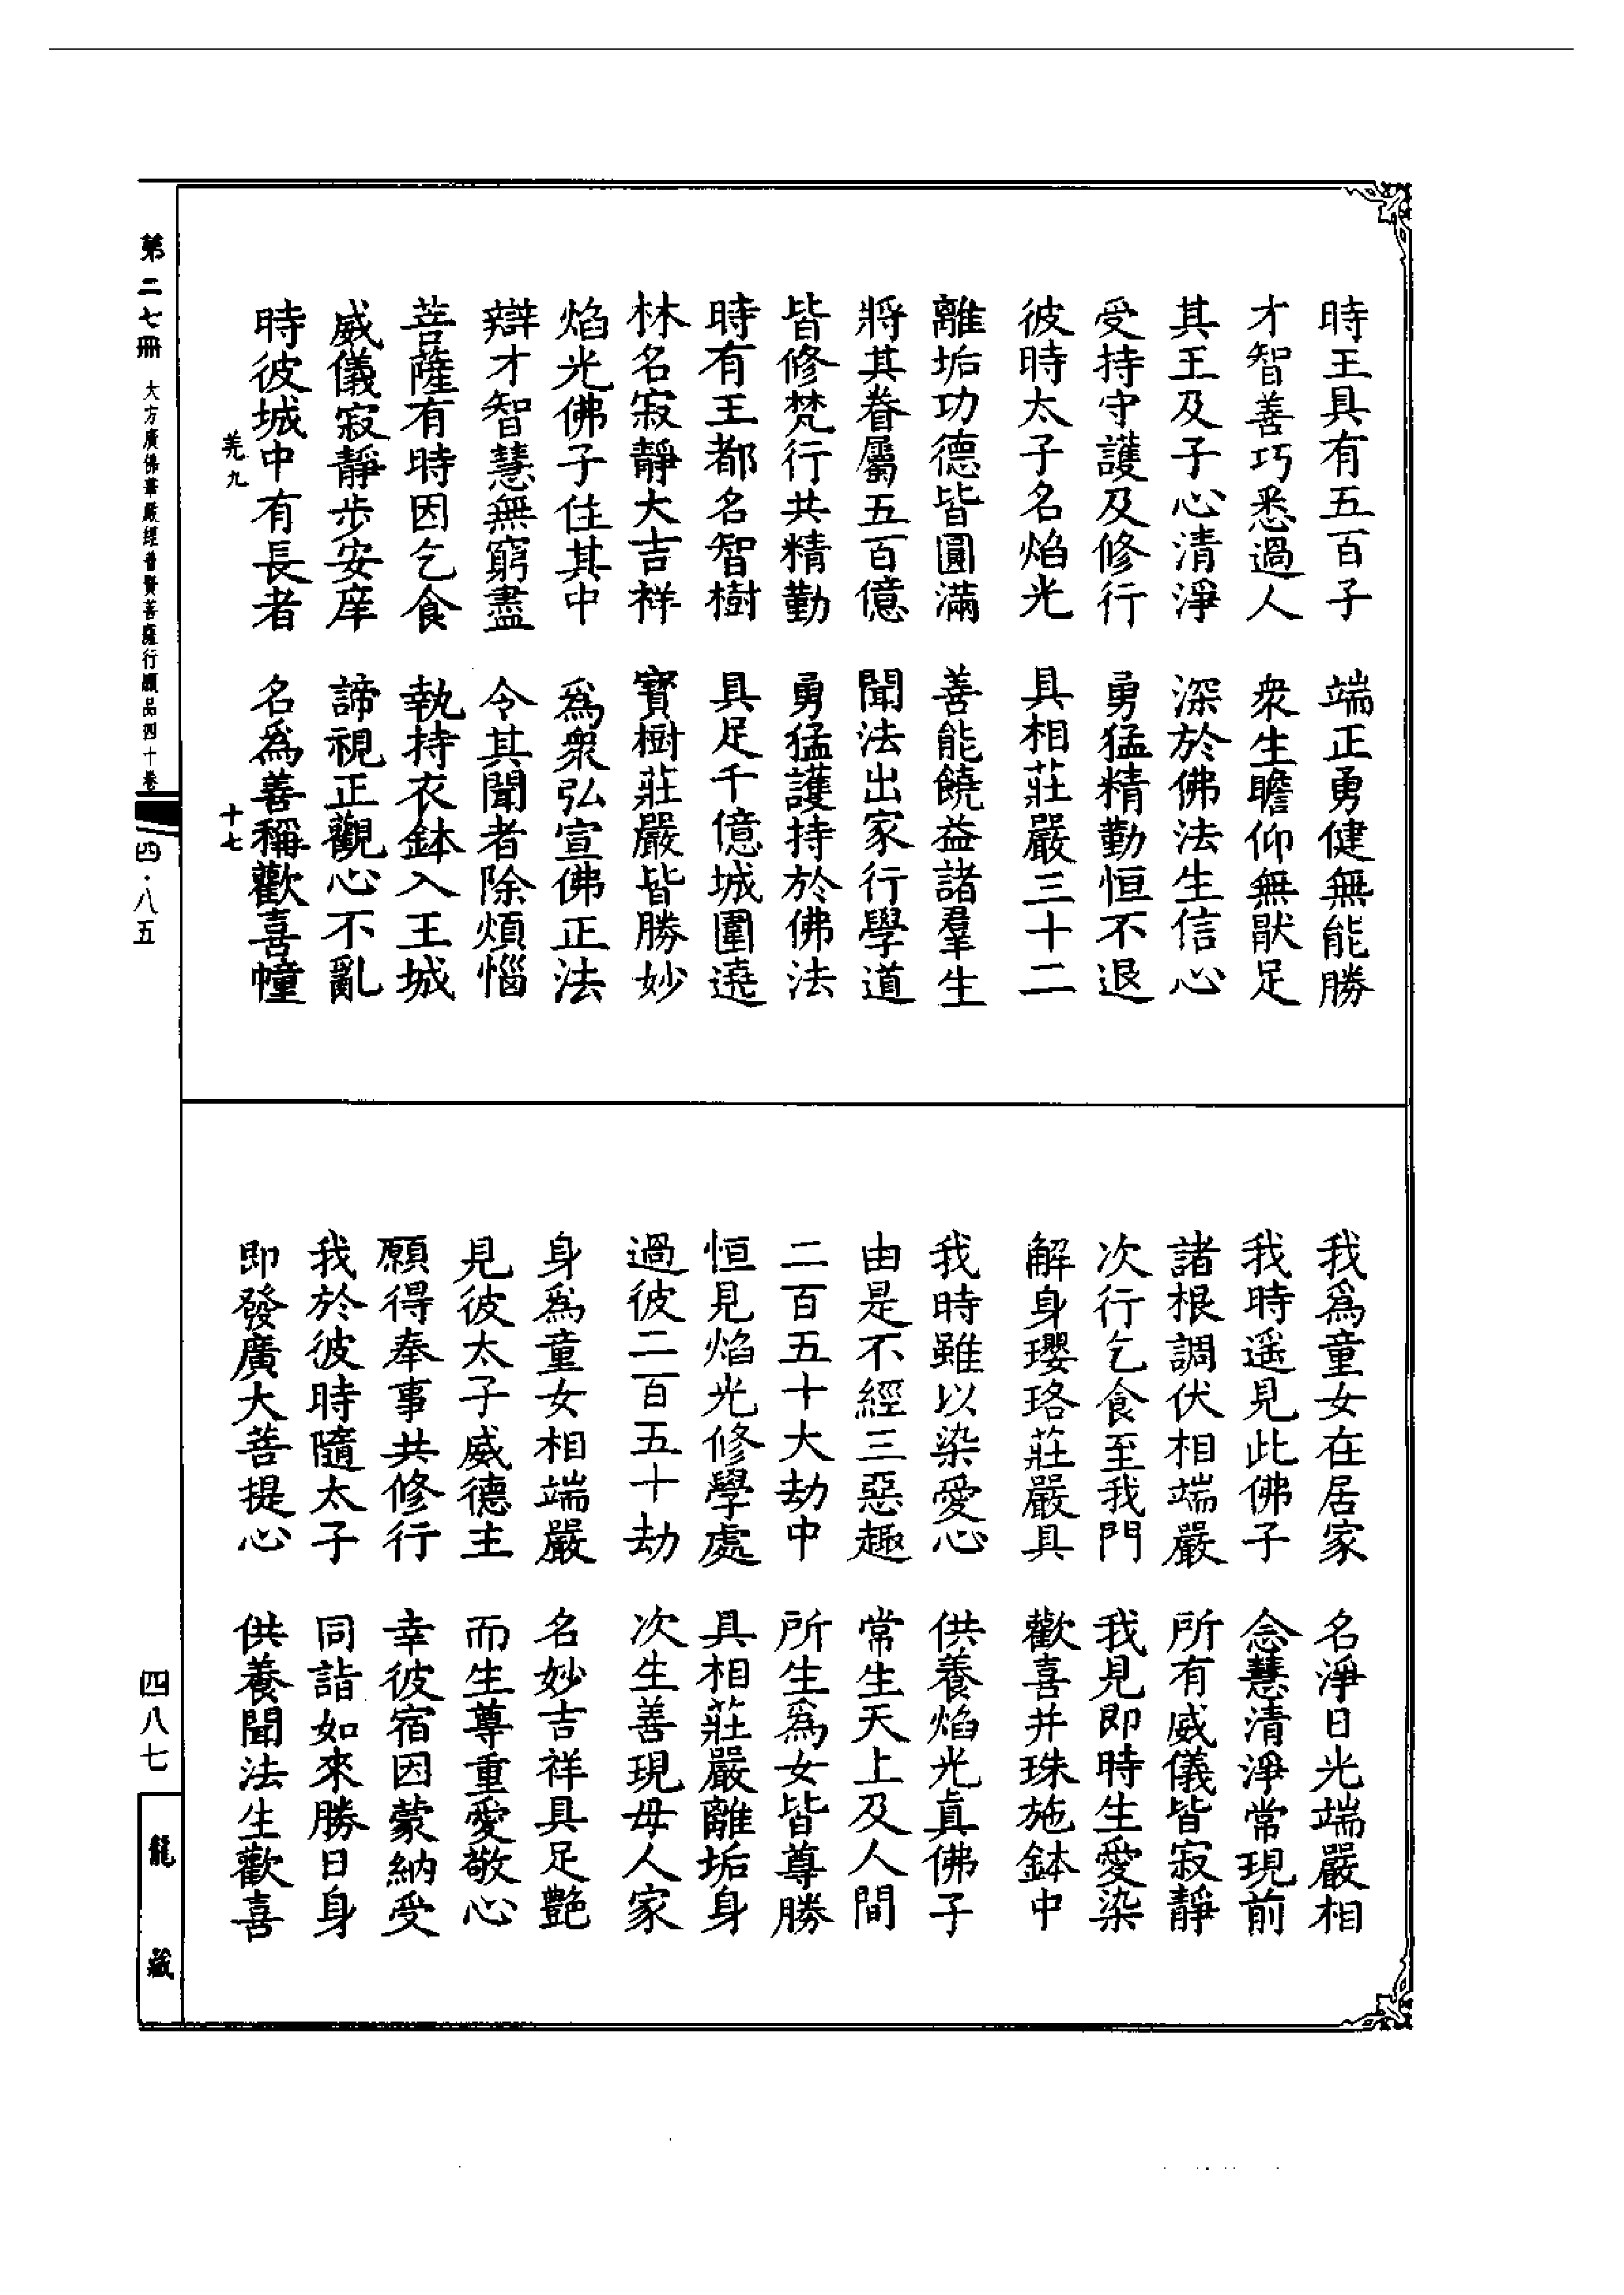 時王具有五百子　端正勇健無能勝
才智善巧悉過人　衆生瞻仰無厭足
其王及子心清淨　深於佛法生信心
受持守護及修行　勇猛精勤恒不退
彼時太子名焰光　具相莊嚴三十二
離垢功德皆圓滿　善能饒益諸羣生
將其眷屬五百億　聞法出家行學道
皆修梵行共精勤　勇猛護持於佛法
時有王都名智樹　具足千億城圍遶
林名寂靜大吉祥　寶樹莊嚴皆勝妙
焰光佛子住其中　爲衆弘宣佛正法
辯才智慧無窮盡　令其聞者除煩惱
菩薩有時因乞食　執持衣鉢入王城
威儀寂靜步安庠　諦視正觀心不亂
時彼城中有長者　名爲善稱歡喜幢
羌九　十七
我爲童女在居家　名淨日光端嚴相
我時遥見此佛子　念慧清淨常現前
諸根調伏相端嚴　所有威儀皆寂靜
次行乞食至我門　我見即時生愛染
解身瓔珞莊嚴具　歡喜并珠施鉢中
我時雖以染愛心　供養焰光真佛子
由是不經三惡趣　常生天上及人間
二百五十大劫中　所生爲女皆尊勝
恒見焰光修學處　具相莊嚴離垢身
過彼二百五十劫　次生善現母人家
身爲童女相端嚴　名妙吉祥具足艶
見彼太子威德主　而生尊重愛敬心
願得奉事共修行　幸彼宿因蒙納受
我於彼時隨太子　同詣如來勝日身
即發廣大菩提心　供養聞法生歡喜
第二七冊　大方廣佛華嚴經普賢菩薩行願品四十卷　四·八五　四八七　龍藏